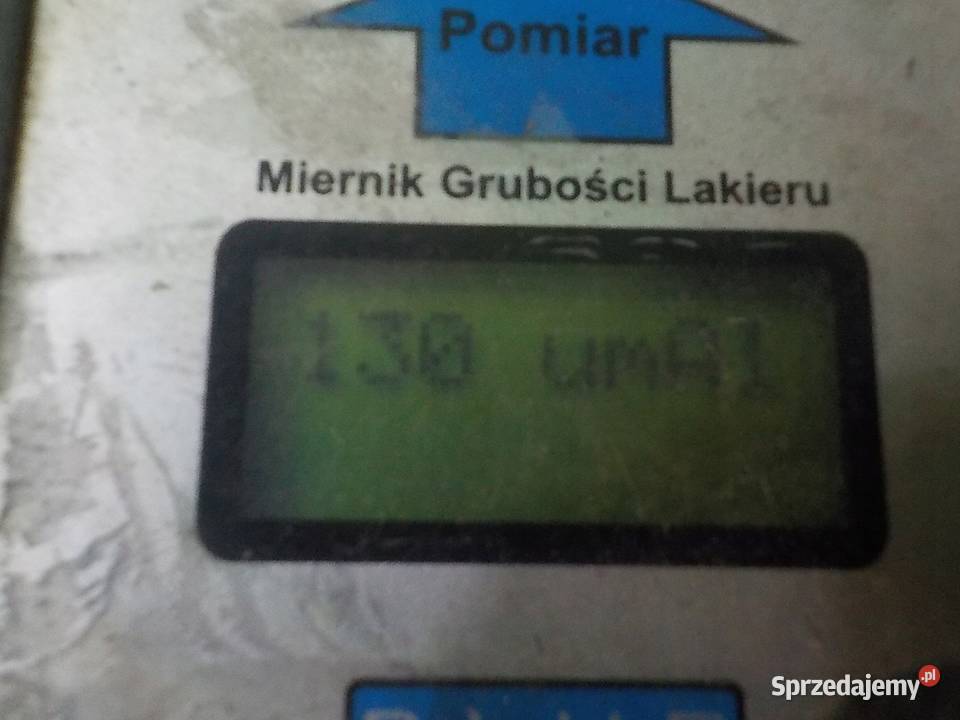 Pomiar
Miernik Grubości Lakieru
130 umAl
Sprzedajemy.pl